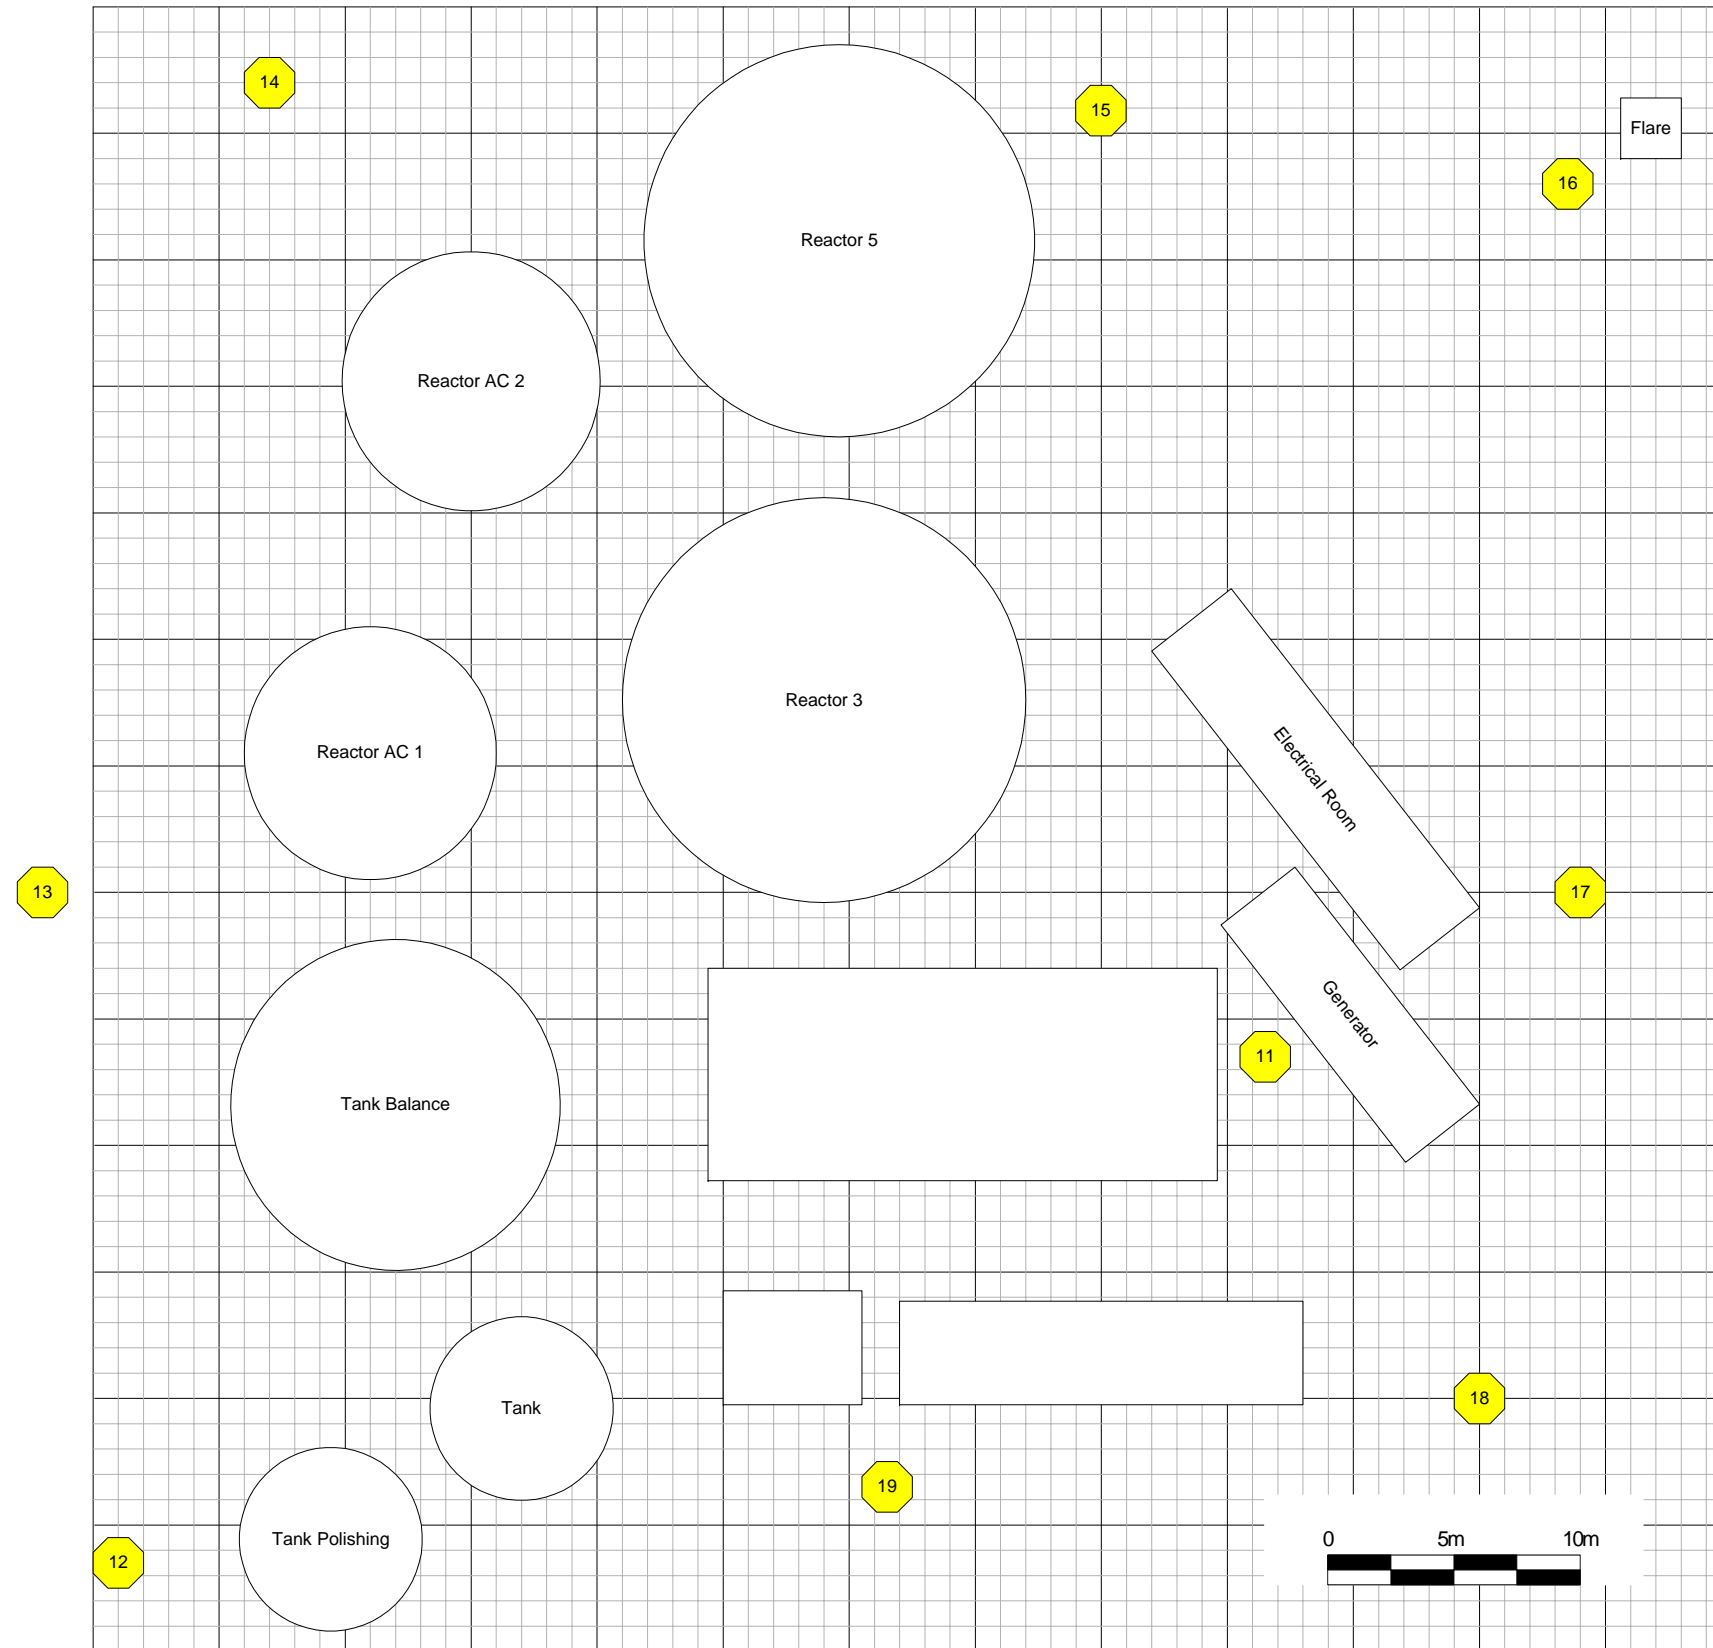 14
15
Flare
16
Reactor 5
Reactor AC 2
Reactor 3
Reactor AC 1
Electrical Room
13
17
Generator
11
Tank Balance
18
Tank
19
Tank Polishing
12
0 5m 10m